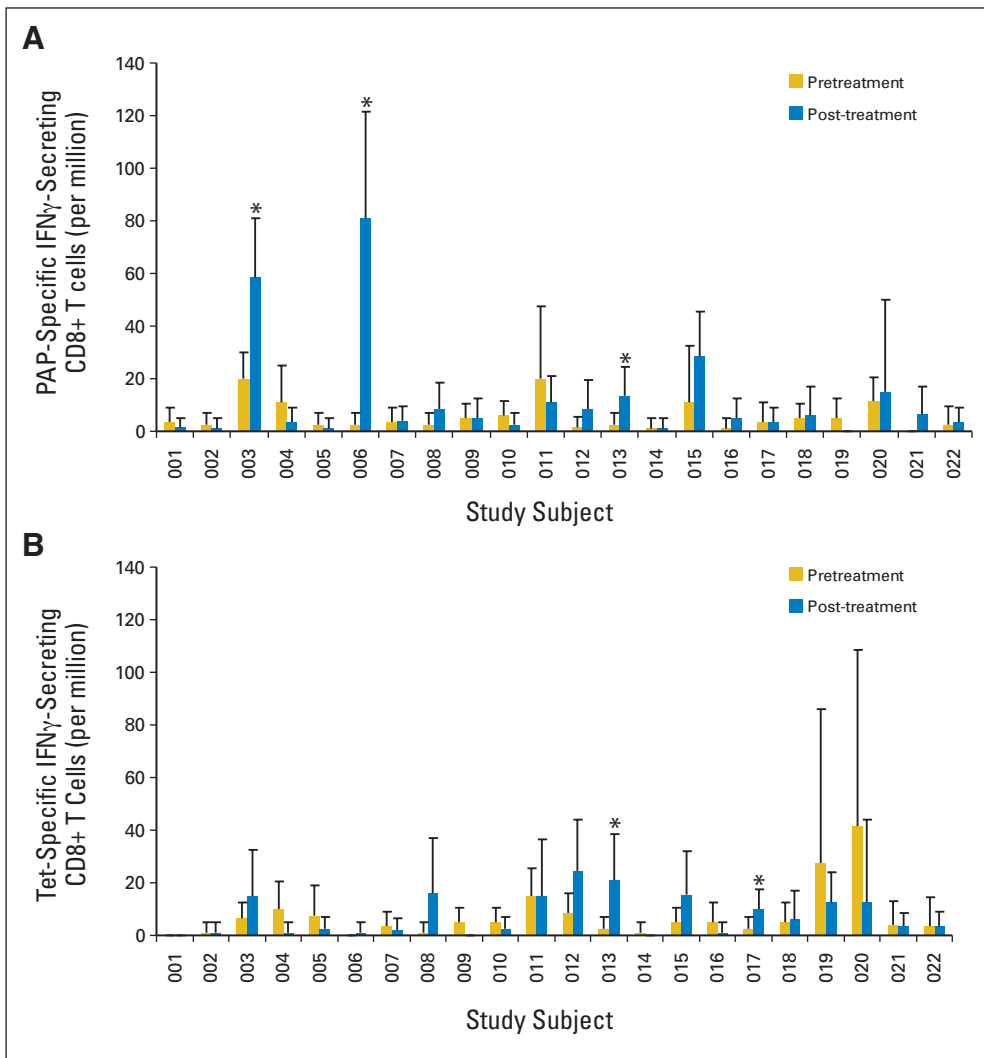 A
PAP-Specific IFNγ-Secreting
CD8+ T cells (per million)
140
120
100
80
60
40
20
0
Pretreatment
Post-treatment
*
*
*
001 002 003 004 005 006 007 008 009 010 011 012 013 014 015 016 017 018 019 020 021 022
Study Subject
B
Tet-Specific IFNγ-Secreting
CD8+ T Cells (per million)
140
120
100
80
60
40
20
0
Pretreatment
Post-treatment
*
*
001 002 003 004 005 006 007 008 009 010 011 012 013 014 015 016 017 018 019 020 021 022
Study Subject